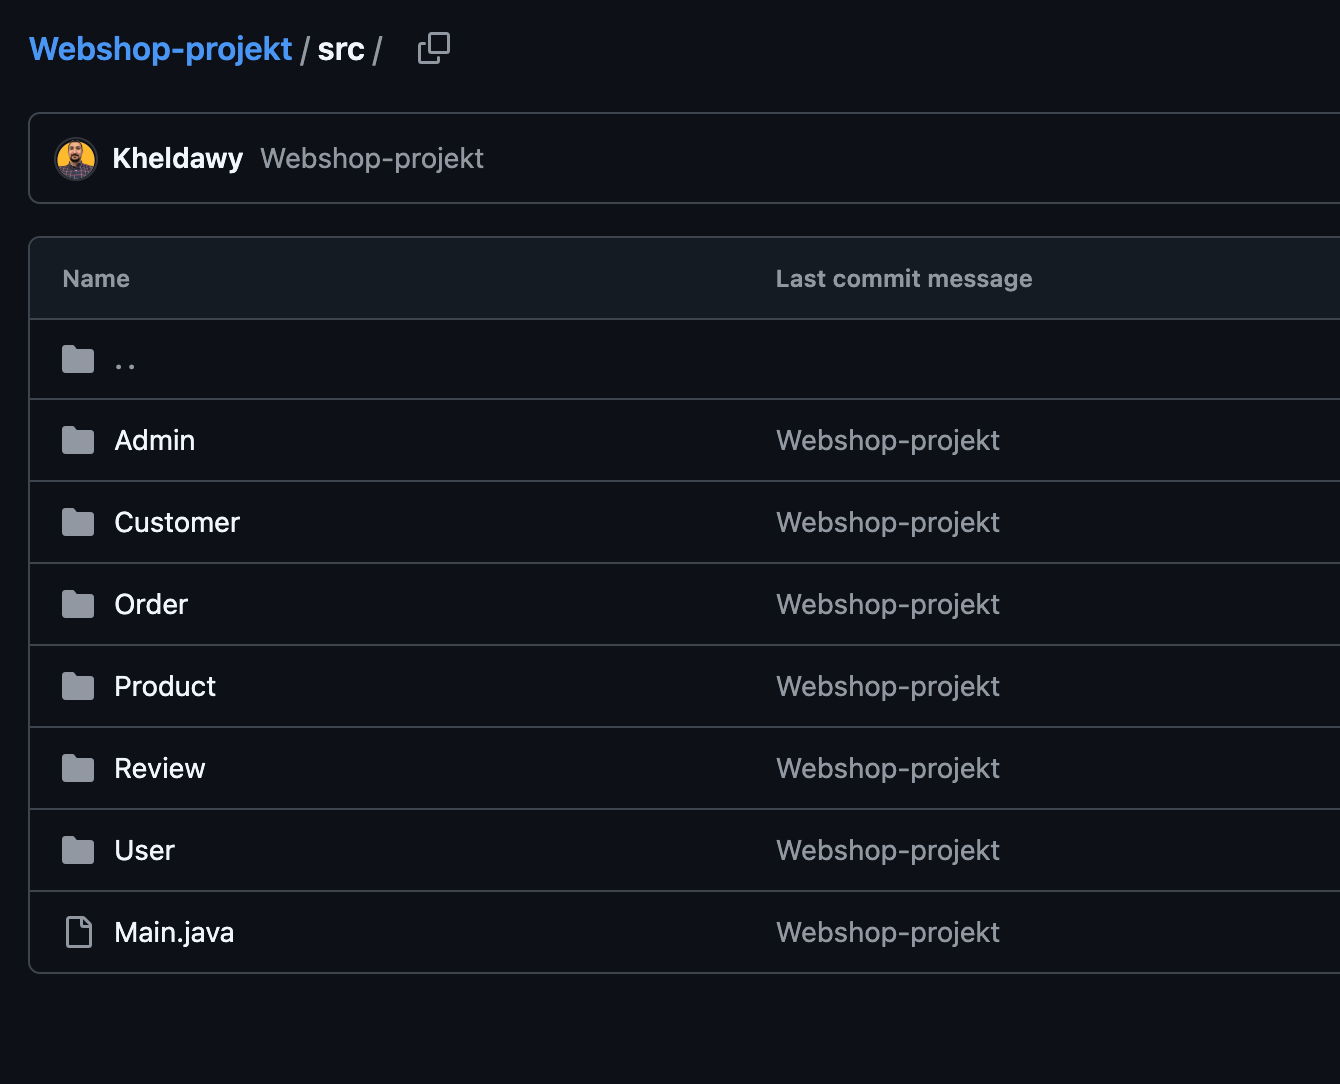 Webshop-projekt / src /
Kheldawy Webshop-projekt
Name Last commit message
..
Admin Webshop-projekt
Customer Webshop-projekt
Order Webshop-projekt
Product Webshop-projekt
Review Webshop-projekt
User Webshop-projekt
Main.java Webshop-projekt